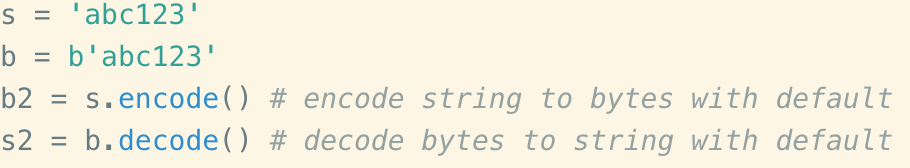 s = 'abc123'
b = b'abc123'
b2 = s.encode() # encode string to bytes with default
s2 = b.decode() # decode bytes to string with default